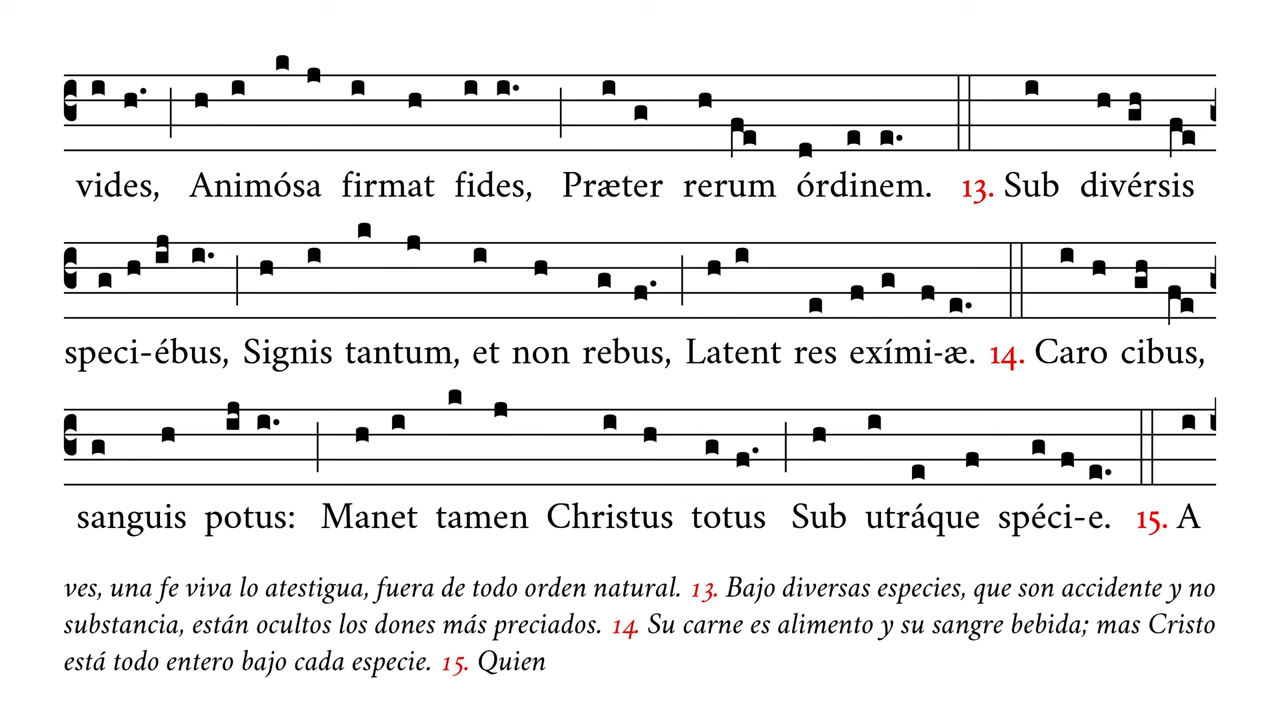 vides, Animósa firmat fides, Præter rerum órdinem. 13. Sub divérsis
speci-ébus, Signis tantum, et non rebus, Latent res exími-æ. 14. Caro cibus,
sanguis potus: Manet tamen Christus totus Sub utráque spéci-e. 15. A
ves, una fe viva lo atestigua, fuera de todo orden natural. 13. Bajo diversas especies, que son accidente y no
substancia, están ocultos los dones más preciados. 14. Su carne es alimento y su sangre bebida; mas Cristo
está todo entero bajo cada especie. 15. Quien